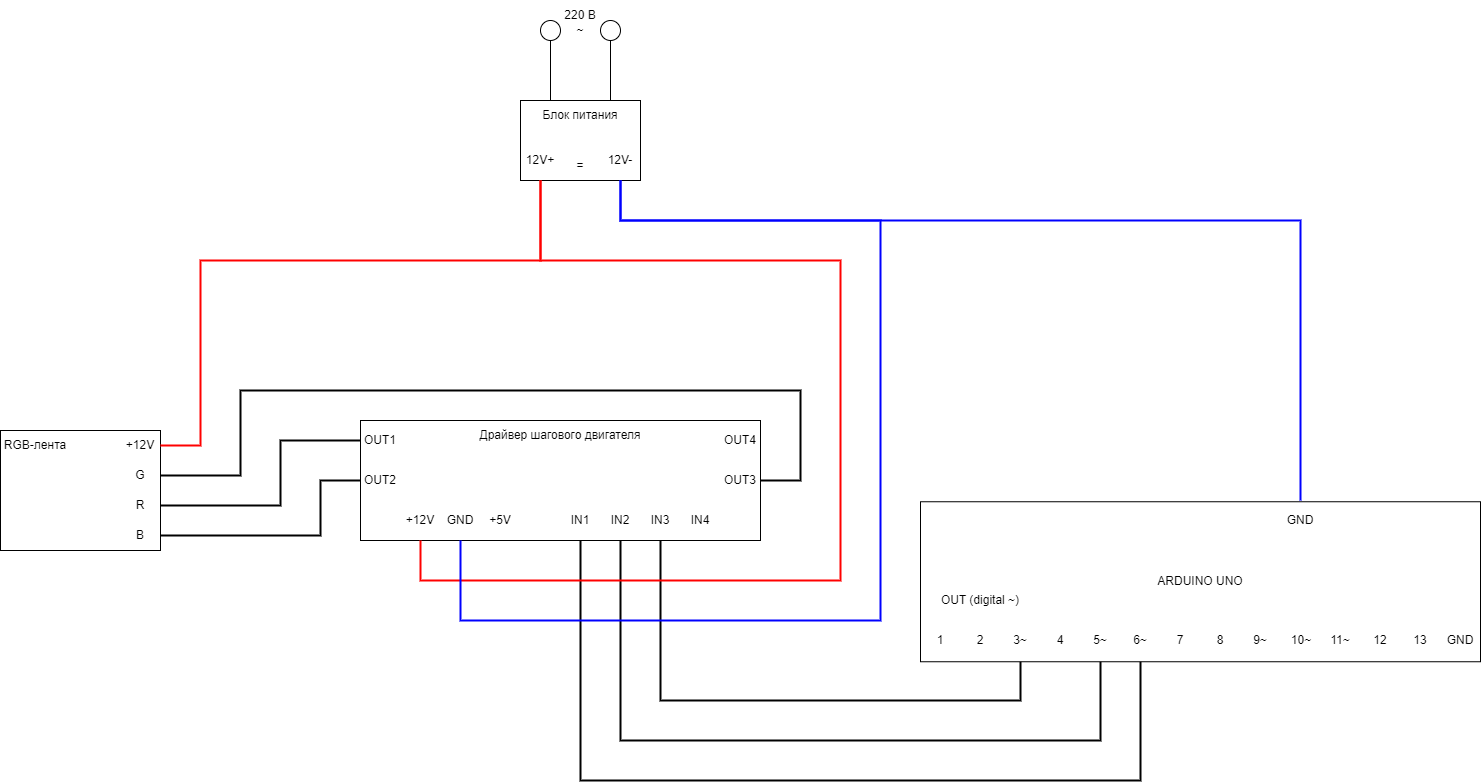 220 В
~
Блок питания
12V+
=
12V-
RGB-лента
+12V
G
R
B
Драйвер шагового двигателя
OUT1
OUT4
OUT2
OUT3
+12V
GND
+5V
IN1
IN2
IN3
IN4
GND
ARDUINO UNO
OUT (digital ~)
1
2
3~
4
5~
6~
7
8
9~
10~
11~
12
13
GND